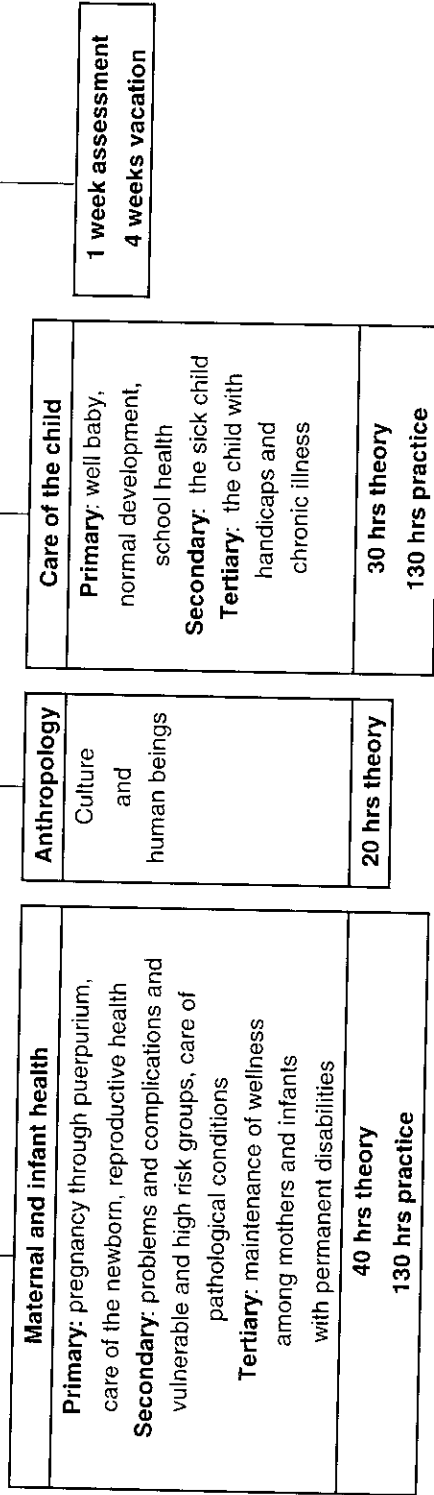 Maternal and infant health
Primary: pregnancy through puerpurium,
care of the newborn, reproductive health
Secondary: problems and complications and
vulnerable and high risk groups, care of
pathological conditions
Tertiary: maintenance of wellness
among mothers and infants
with permanent disabilities
40 hrs theory
130 hrs practice
Anthropology
Culture
and
human beings
20 hrs theory
Care of the child
Primary: well baby,
normal development,
school health
Secondary: the sick child
Tertiary: the child with
handicaps and
chronic illness
30 hrs theory
130 hrs practice
1 week assessment
4 weeks vacation